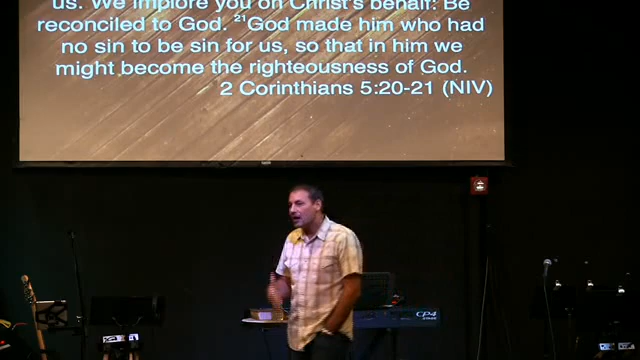 us. We implore you on Christ's behalf: Be
reconciled to God. ²¹God made him who had
no sin to be sin for us, so that in him we
might become the righteousness of God.
2 Corinthians 5:20-21 (NIV)
CP4